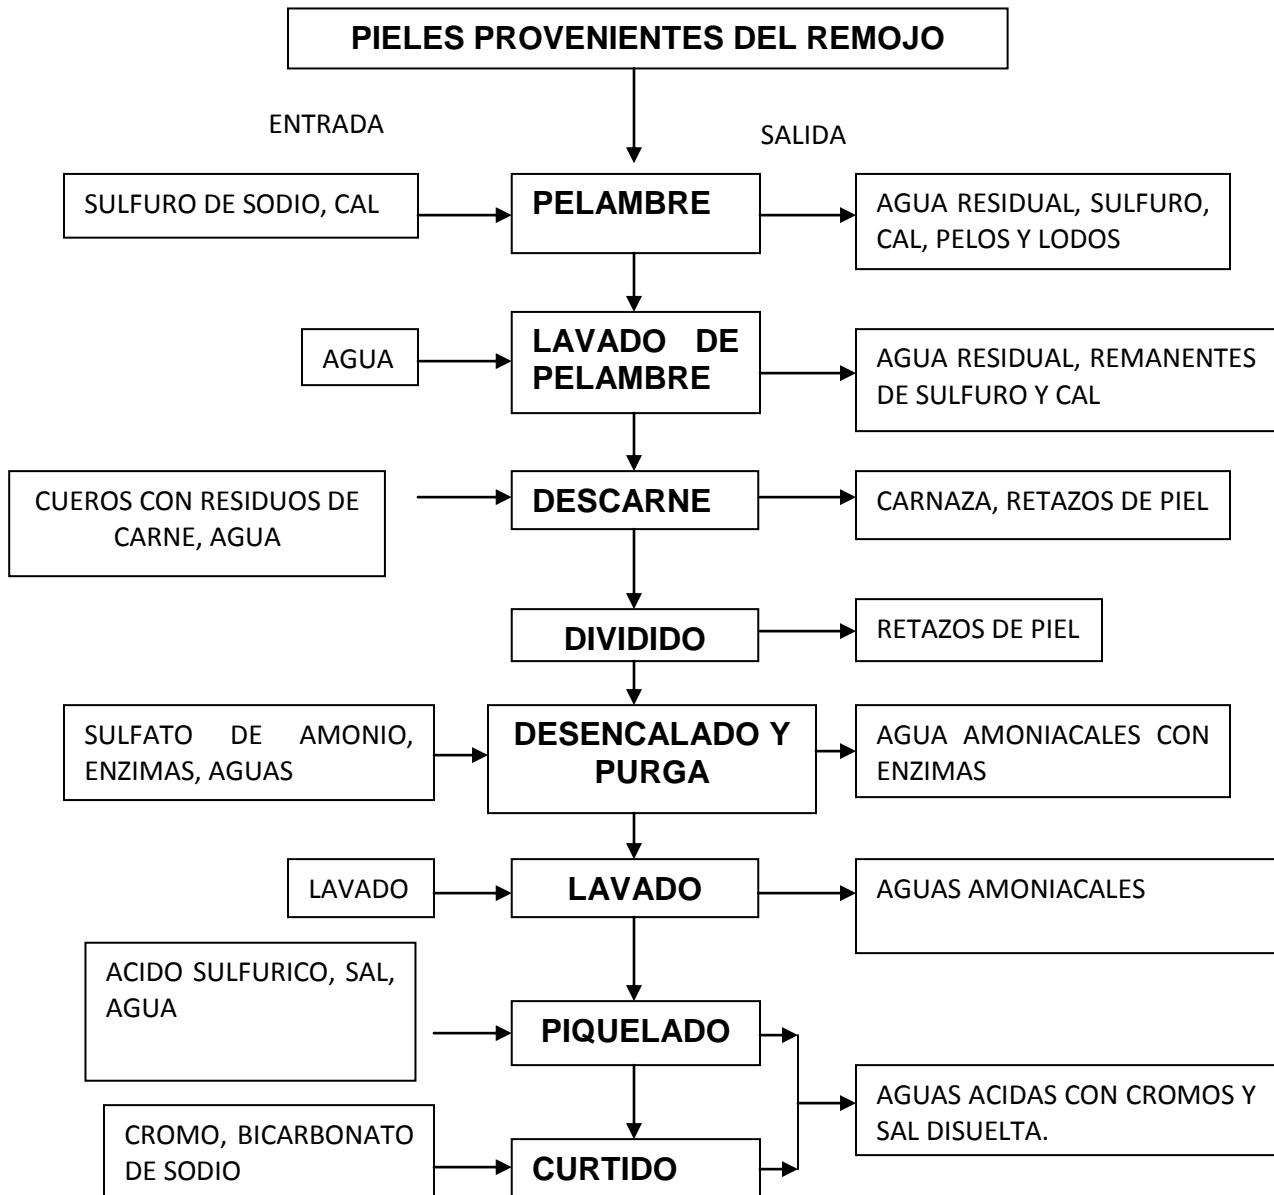 PIELES PROVENIENTES DEL REMOJO
ENTRADA
SALIDA
SULFURO DE SODIO, CAL
PELAMBRE
AGUA RESIDUAL, SULFURO,
CAL, PELOS Y LODOS
AGUA
LAVADO DE
PELAMBRE
AGUA RESIDUAL, REMANENTES
DE SULFURO Y CAL
CUEROS CON RESIDUOS DE
CARNE, AGUA
DESCARNE
CARNAZA, RETAZOS DE PIEL
DIVIDIDO
RETAZOS DE PIEL
SULFATO DE AMONIO,
ENZIMAS, AGUAS
DESENCALADO Y
PURGA
AGUA AMONIACALES CON
ENZIMAS
LAVADO
LAVADO
AGUAS AMONIACALES
ACIDO SULFURICO, SAL,
AGUA
PIQUELADO
AGUAS ACIDAS CON CROMOS Y
SAL DISUELTA.
CROMO, BICARBONATO
DE SODIO
CURTIDO